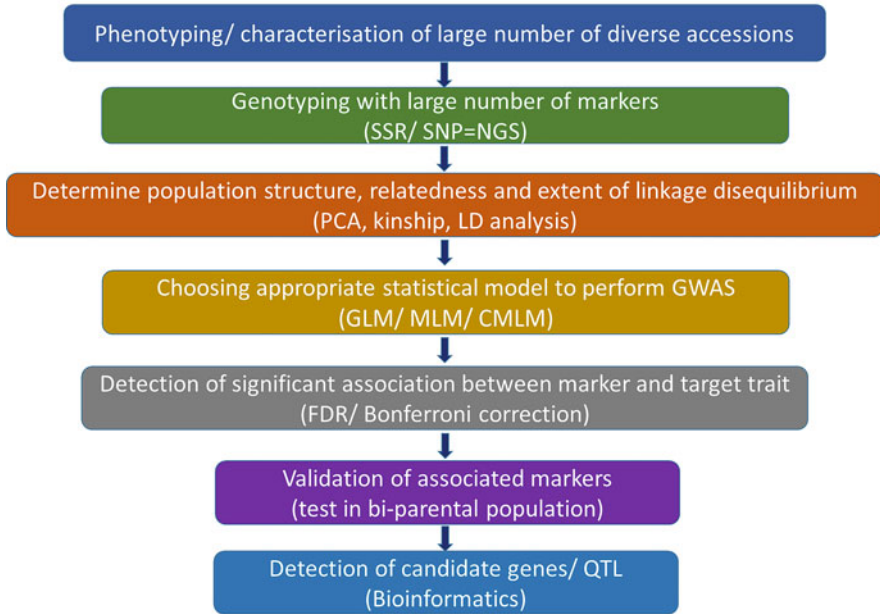 Phenotyping/ characterisation of large number of diverse accessions
Genotyping with large number of markers
(SSR/ SNP=NGS)
Determine population structure, relatedness and extent of linkage disequilibrium
(PCA, kinship, LD analysis)
Choosing appropriate statistical model to perform GWAS
(GLM/ MLM/ CMLM)
Detection of significant association between marker and target trait
(FDR/ Bonferroni correction)
Validation of associated markers
(test in bi-parental population)
Detection of candidate genes/ QTL
(Bioinformatics)